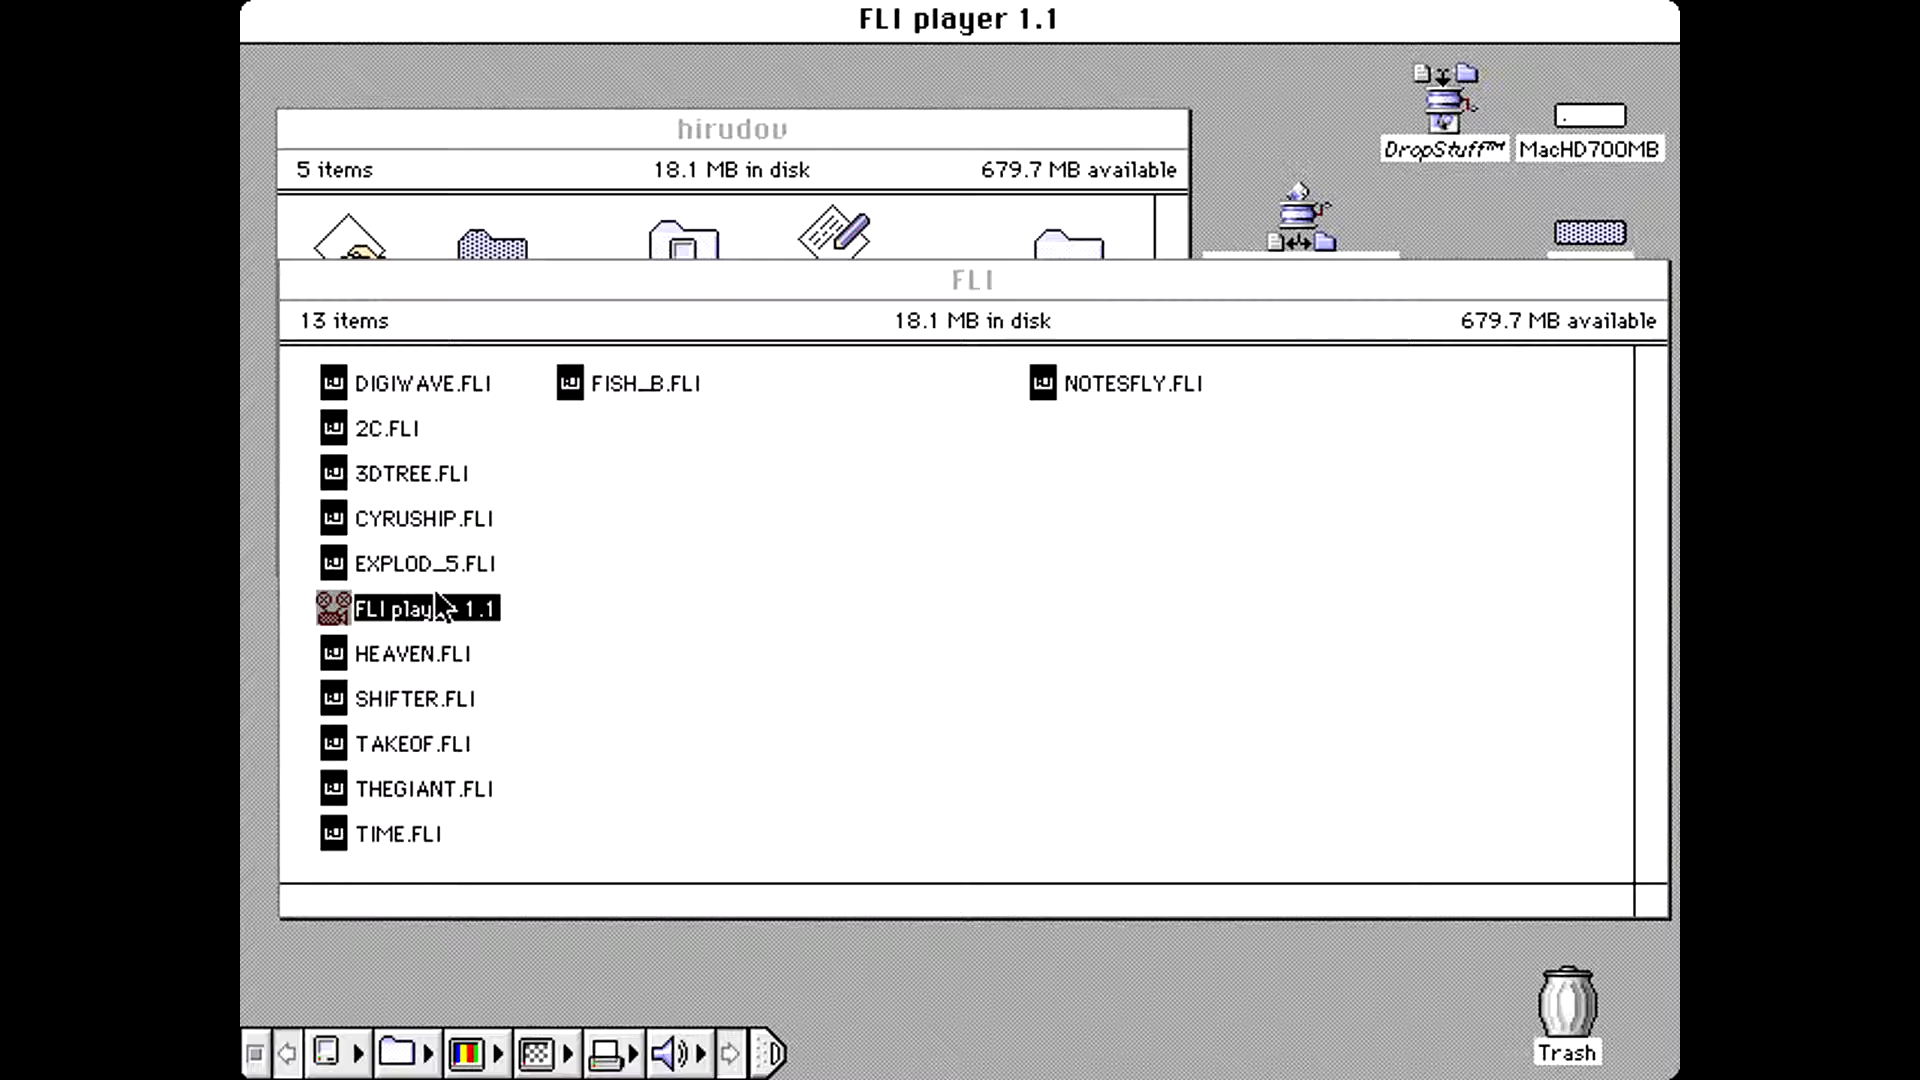 FLI player 1.1
DropStuff™
MacHD700MB
hirudov
5 items 18.1 MB in disk 679.7 MB available
FLI
13 items 18.1 MB in disk 679.7 MB available
DIGIWAVE.FLI FISH_B.FLI NOTESFLY.FLI
2C.FLI
3DTREE.FLI
CYRUSHIP.FLI
EXPLOD_5.FLI
FLI player 1.1
HEAVEN.FLI
SHIFTER.FLI
TAKEOF.FLI
THEGIANT.FLI
TIME.FLI
Trash